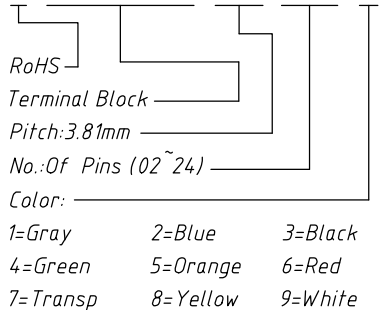 RoHS
Terminal Block
Pitch:3.81mm
No.:Of Pins (02~24)
Color:
1=Gray 2=Blue 3=Black
4=Green 5=Orange 6=Red
7=Transp 8=Yellow 9=White